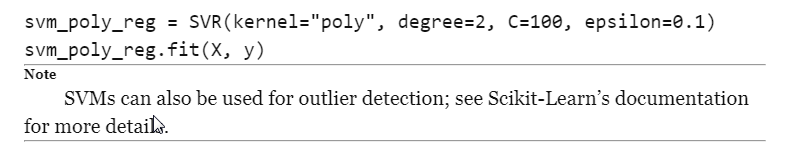 svm_poly_reg = SVR(kernel="poly", degree=2, C=100, epsilon=0.1)
svm_poly_reg.fit(X, y)
Note
SVMs can also be used for outlier detection; see Scikit-Learn’s documentation
for more details.